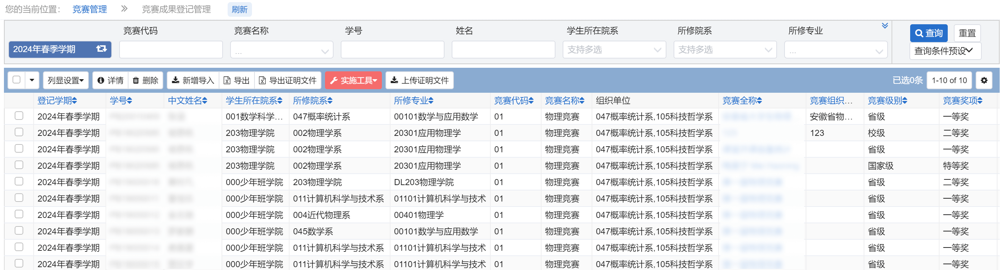 您的当前位置： 竞赛管理 » 竞赛成果登记管理 刷新
竞赛代码 竞赛名称 学号 姓名 学生所在院系 所修院系 所修专业
2024年春季学期 ... 支持多选 支持多选 ...
查询 重置
查询条件预设
列显设置 详情 删除 新增导入 导出 导出证明文件 实施工具 上传证明文件 已选0条 1-10 of 10
登记学期 学号 中文姓名 学生所在院系 所修院系 所修专业 竞赛代码 竞赛名称 组织单位 竞赛全称 竞赛组织... 竞赛级别 竞赛奖项
2024年春季学期 001数学科学... 047概率统计系 00101数学与应用数学 01 物理竞赛 047概率统计系,105科技哲学系 安徽省物... 省级 一等奖
2024年春季学期 203物理学院 002物理学系 20301应用物理学 01 物理竞赛 047概率统计系,105科技哲学系 123 校级 二等奖
2024年春季学期 203物理学院 002物理学系 20301应用物理学 01 物理竞赛 047概率统计系,105科技哲学系 省级 一等奖
2024年春季学期 203物理学院 002物理学系 20301应用物理学 01 物理竞赛 047概率统计系,105科技哲学系 国家级 特等奖
2024年春季学期 000少年班学院 203物理学院 DL203物理学院 01 物理竞赛 047概率统计系,105科技哲学系 省级 二等奖
2024年春季学期 000少年班学院 011计算机科学与技术系 01101计算机科学与技术 01 物理竞赛 047概率统计系,105科技哲学系 省级 一等奖
2024年春季学期 000少年班学院 004近代物理系 00401物理学 01 物理竞赛 047概率统计系,105科技哲学系 省级 一等奖
2024年春季学期 000少年班学院 045数学系 00101数学与应用数学 01 物理竞赛 047概率统计系,105科技哲学系 省级 一等奖
2024年春季学期 000少年班学院 011计算机科学与技术系 01101计算机科学与技术 01 物理竞赛 047概率统计系,105科技哲学系 省级 一等奖
2024年春季学期 000少年班学院 011计算机科学与技术系 01101计算机科学与技术 01 物理竞赛 047概率统计系,105科技哲学系 省级 一等奖